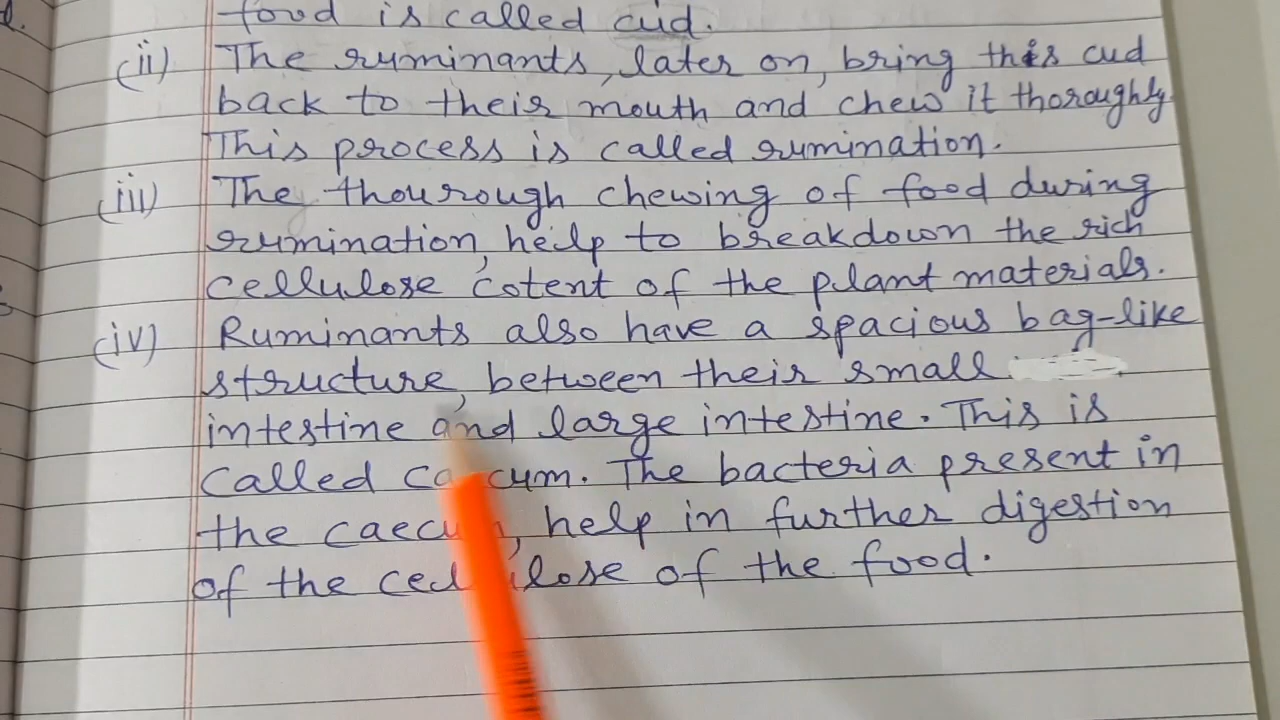 food is called cud.
(ii) The ruminants, later on, bring this cud
back to their mouth and chew it thoroughly
This process is called rumination.
(iii) The thourough chewing of food during
rumination, help to breakdown the rich
cellulose cotent of the plant materials.
(iv) Ruminants also have a spacious bag-like
structure, between their small
intestine and large intestine. This is
called cum. The bacteria present in
the caecu, help in further digestion
of the cellulose of the food.